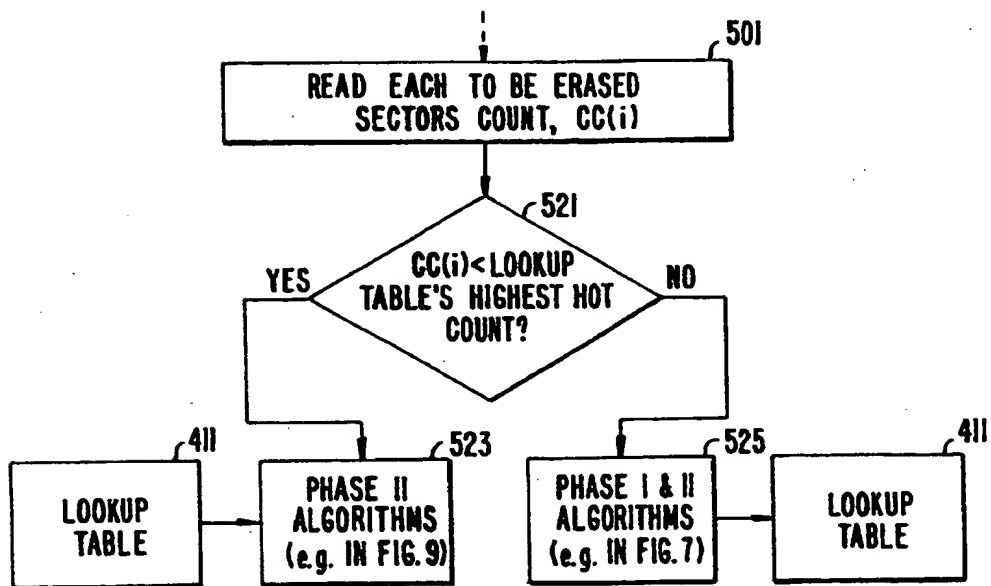 501
READ EACH TO BE ERASED
SECTORS COUNT, CC(i)
521
YES
CC(i)<LOOKUP
TABLE'S HIGHEST HOT
COUNT?
NO
411
LOOKUP
TABLE
523
PHASE II
ALGORITHMS
(e.g. IN FIG. 9)
525
PHASE I & II
ALGORITHMS
(e.g. IN FIG. 7)
411
LOOKUP
TABLE